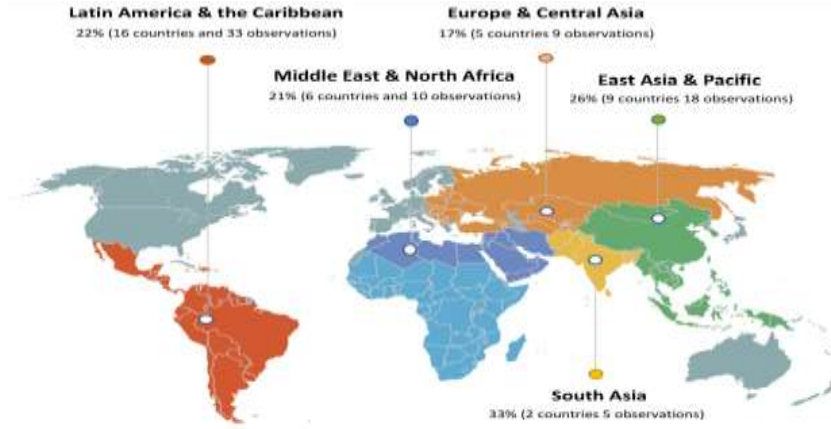 Latin America & the Caribbean
22% (16 countries and 33 observations)
Europe & Central Asia
17% (5 countries 9 observations)
Middle East & North Africa
21% (6 countries and 10 observations)
East Asia & Pacific
26% (9 countries 18 observations)
South Asia
33% (2 countries 5 observations)